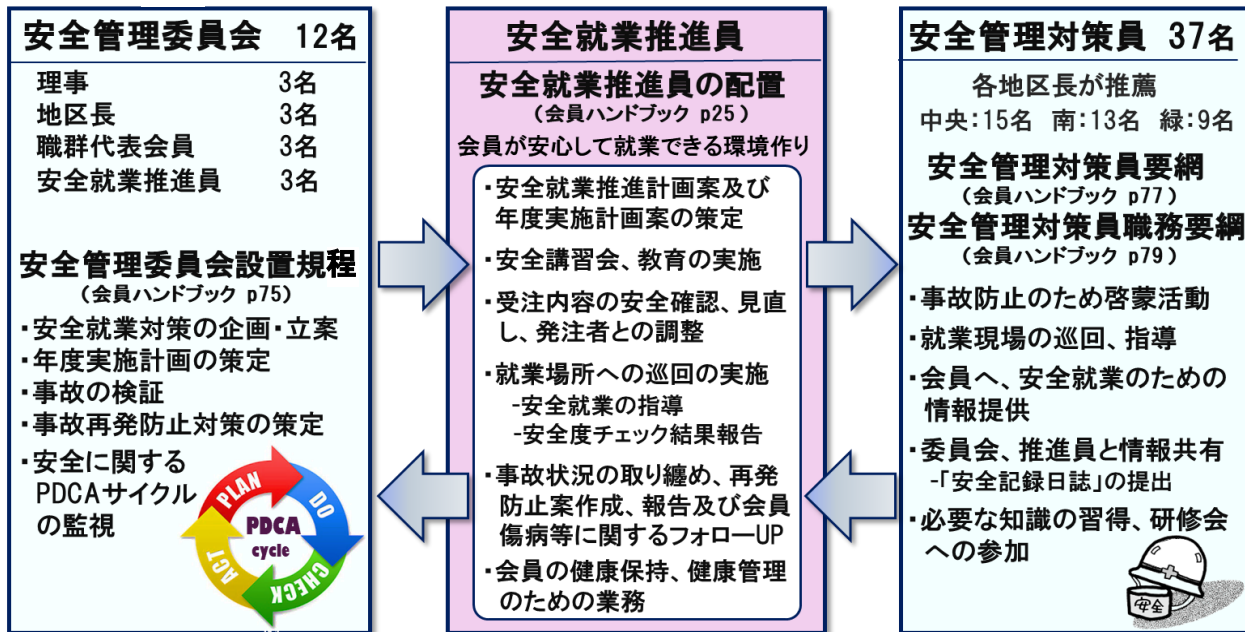 安全管理委員会 12名
理事 3名
地区長 3名
職群代表会員 3名
安全就業推進員 3名
安全管理委員会設置規程
(会員ハンドブック p75)
・安全就業対策の企画・立案
・年度実施計画の策定
・事故の検証
・事故再発防止対策の策定
・安全に関する
PDCAサイクル
の監視
PLAN
DO
CHECK
ACT
PDCA
cycle
安全就業推進員
安全就業推進員の配置
(会員ハンドブック p25)
会員が安心して就業できる環境作り
・安全就業推進計画案及び
年度実施計画案の策定
・安全講習会、教育の実施
・受注内容の安全確認、見直
し、発注者との調整
・就業場所への巡回の実施
-安全就業の指導
-安全度チェック結果報告
・事故状況の取り纏め、再発
防止案作成、報告及び会員
傷病等に関するフォローUP
・会員の健康保持、健康管理
のための業務
安全管理対策員 37名
各地区長が推薦
中央:15名 南:13名 緑:9名
安全管理対策員要綱
(会員ハンドブック p77)
安全管理対策員職務要綱
(会員ハンドブック p79)
・事故防止のため啓蒙活動
・就業現場の巡回、指導
・会員へ、安全就業のための
情報提供
・委員会、推進員と情報共有
-「安全記録日誌」の提出
・必要な知識の習得、研修会
への参加
安全